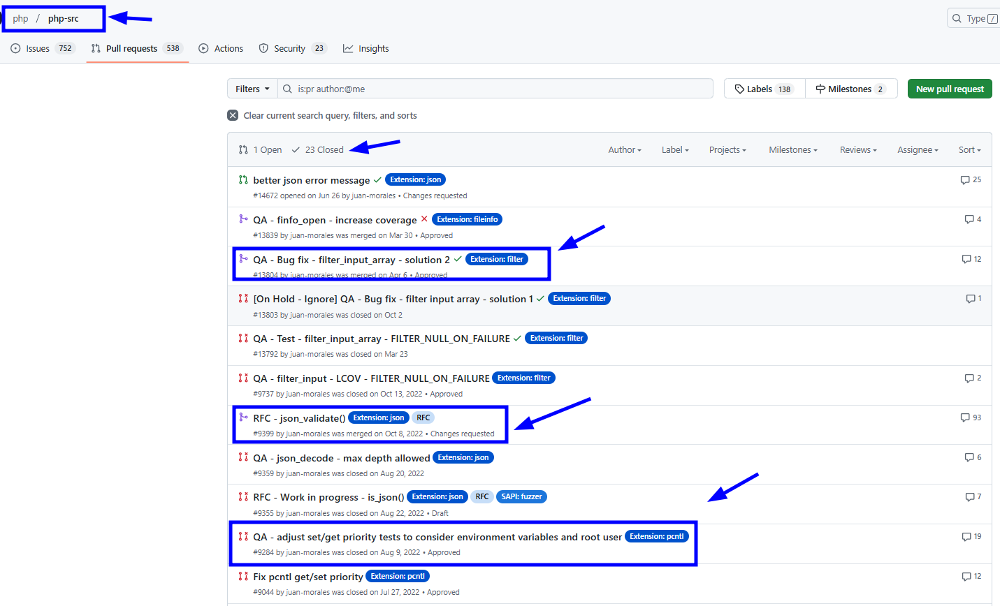 php / php-src
Type /
Issues 752 Pull requests 538 Actions Security 23 Insights
Filters is:pr author:@me Labels 138 Milestones 2 New pull request
Clear current search query, filters, and sorts
1 Open 23 Closed Author Label Projects Milestones Reviews Assignee Sort
better json error message Extension: json 25
#14672 opened on Jun 26 by juan-morales • Changes requested
QA - finfo_open - increase coverage Extension: fileinfo 4
#13839 by juan-morales was merged on Mar 30 • Approved
QA - Bug fix - filter_input_array - solution 2 Extension: filter 12
#13804 by juan-morales was merged on Apr 6 • Approved
[On Hold - Ignore] QA - Bug fix - filter input array - solution 1 Extension: filter 1
#13803 by juan-morales was closed on Oct 2
QA - Test - filter_input_array - FILTER_NULL_ON_FAILURE Extension: filter
#13792 by juan-morales was closed on Mar 23
QA - filter_input - LCOV - FILTER_NULL_ON_FAILURE Extension: filter 2
#9737 by juan-morales was closed on Oct 13, 2022 • Approved
RFC - json_validate() Extension: json RFC 93
#9399 by juan-morales was merged on Oct 8, 2022 • Changes requested
QA - json_decode - max depth allowed Extension: json 6
#9359 by juan-morales was closed on Aug 20, 2022
RFC - Work in progress - is_json() Extension: json RFC SAPI: fuzzer 7
#9355 by juan-morales was closed on Aug 22, 2022 • Draft
QA - adjust set/get priority tests to consider environment variables and root user Extension: pcntl 19
#9284 by juan-morales was closed on Aug 9, 2022 • Approved
Fix pcntl get/set priority Extension: pcntl 12
#9044 by juan-morales was closed on Jul 27, 2022 • Approved